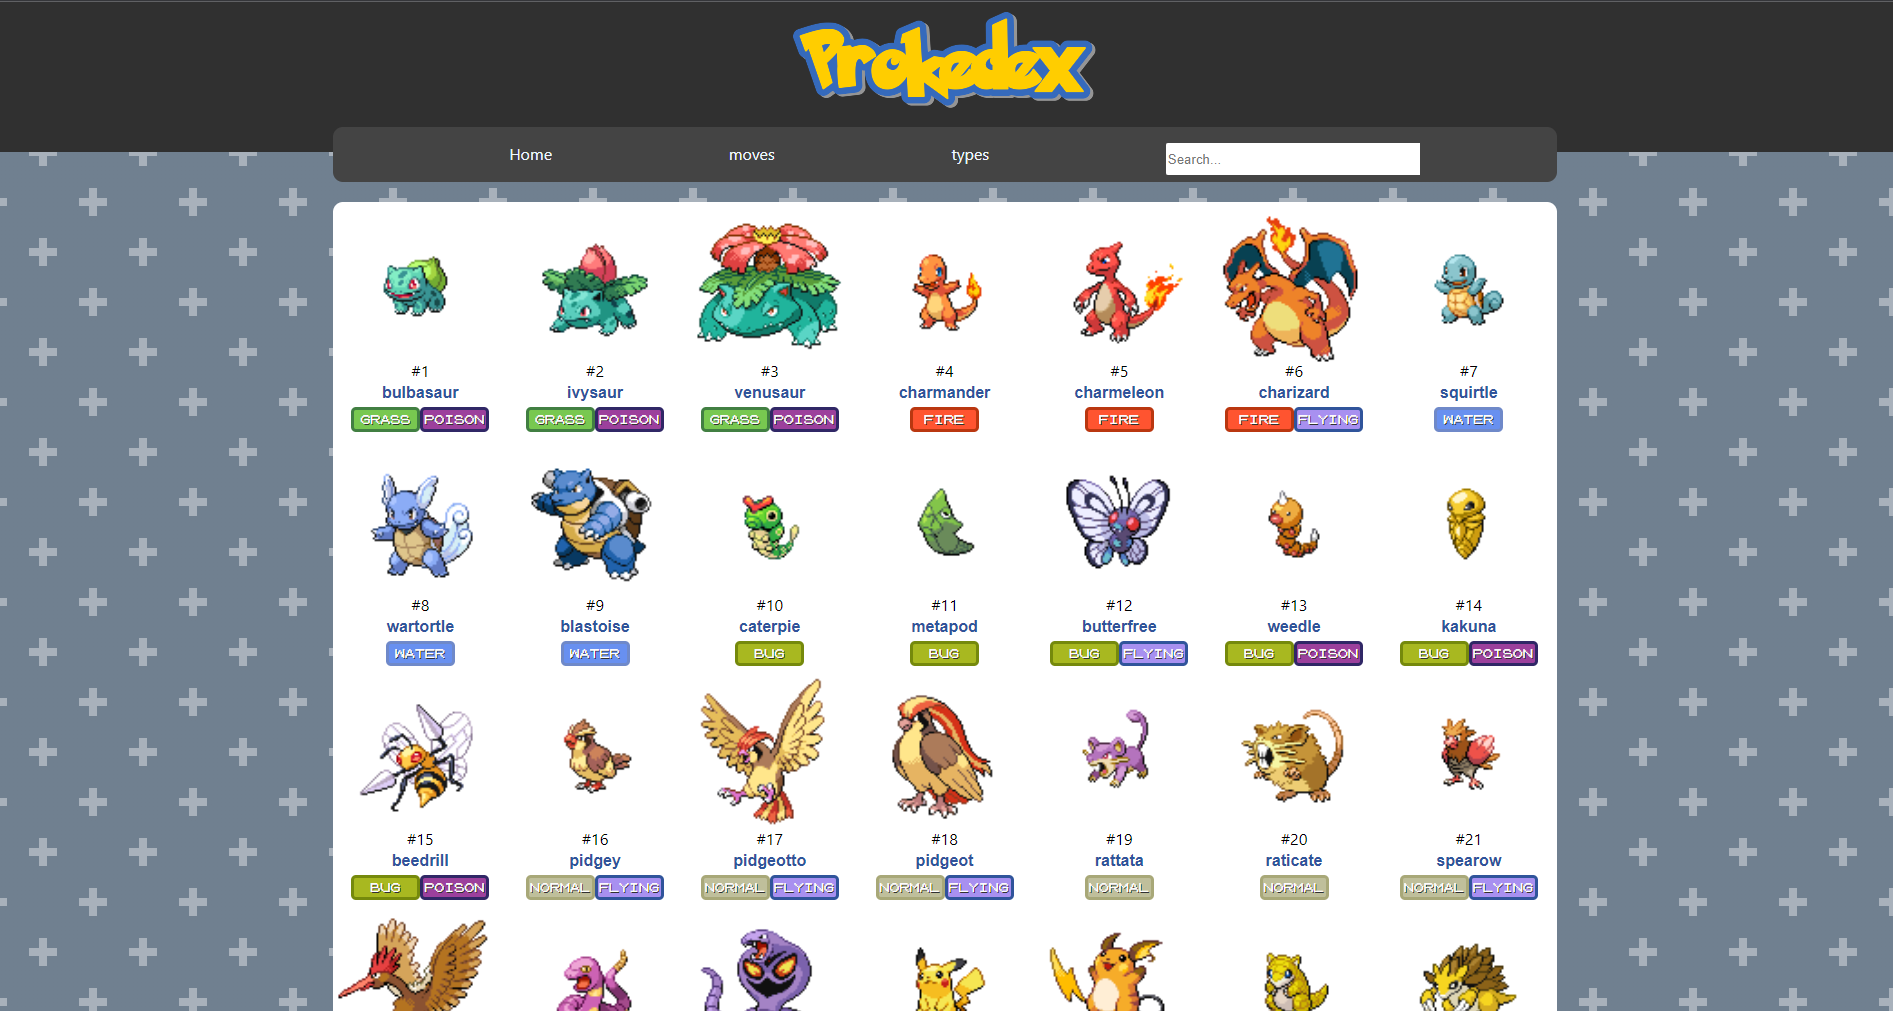 Prokedex
Home moves types Search...
#1 #2 #3 #4 #5 #6 #7
bulbasaur ivysaur venusaur charmander charmeleon charizard squirtle
GRASS POISON GRASS POISON GRASS POISON FIRE FIRE FIRE FLYING WATER
#8 #9 #10 #11 #12 #13 #14
wartortle blastoise caterpie metapod butterfree weedle kakuna
WATER WATER BUG BUG BUG FLYING BUG POISON BUG POISON
#15 #16 #17 #18 #19 #20 #21
beedrill pidgey pidgeotto pidgeot rattata raticate spearow
BUG POISON NORMAL FLYING NORMAL FLYING NORMAL FLYING NORMAL NORMAL NORMAL FLYING